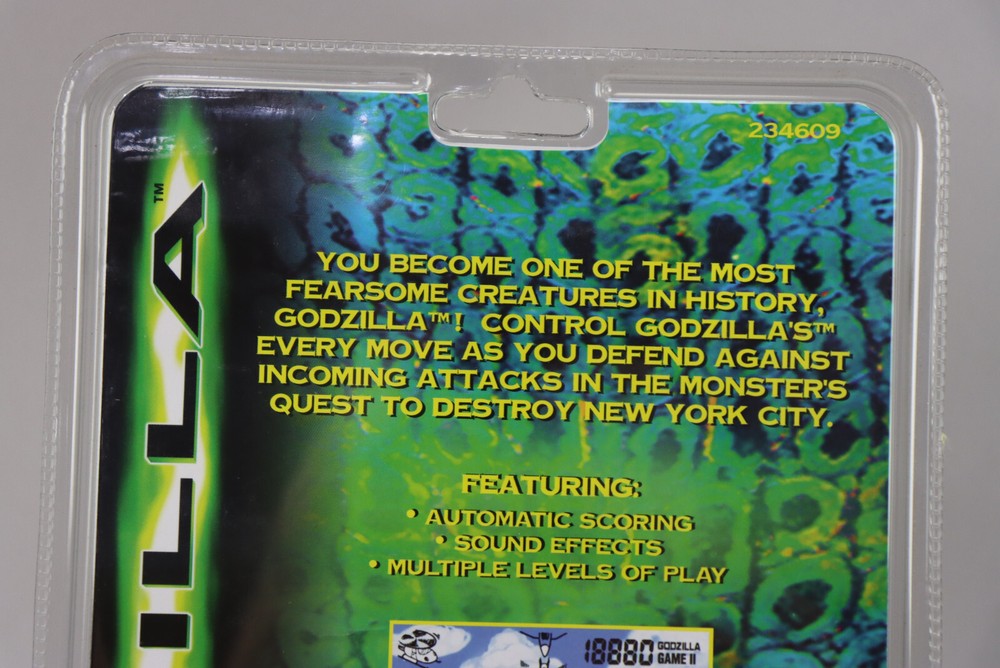 234609
ILLA™
YOU BECOME ONE OF THE MOST
FEARSOME CREATURES IN HISTORY,
GODZILLA™! CONTROL GODZILLA'S™
EVERY MOVE AS YOU DEFEND AGAINST
INCOMING ATTACKS IN THE MONSTER'S
QUEST TO DESTROY NEW YORK CITY.
FEATURING:
• AUTOMATIC SCORING
• SOUND EFFECTS
• MULTIPLE LEVELS OF PLAY
18880 GODZILLA
GAME II